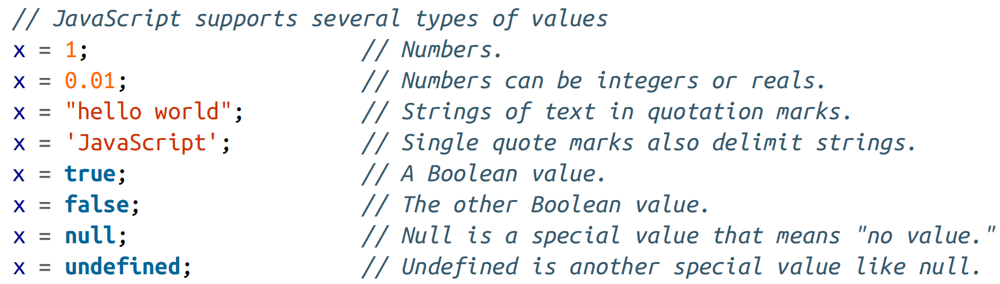 // JavaScript supports several types of values
x = 1;                     // Numbers.
x = 0.01;                  // Numbers can be integers or reals.
x = "hello world";         // Strings of text in quotation marks.
x = 'JavaScript';          // Single quote marks also delimit strings.
x = true;                  // A Boolean value.
x = false;                 // The other Boolean value.
x = null;                  // Null is a special value that means "no value."
x = undefined;             // Undefined is another special value like null.